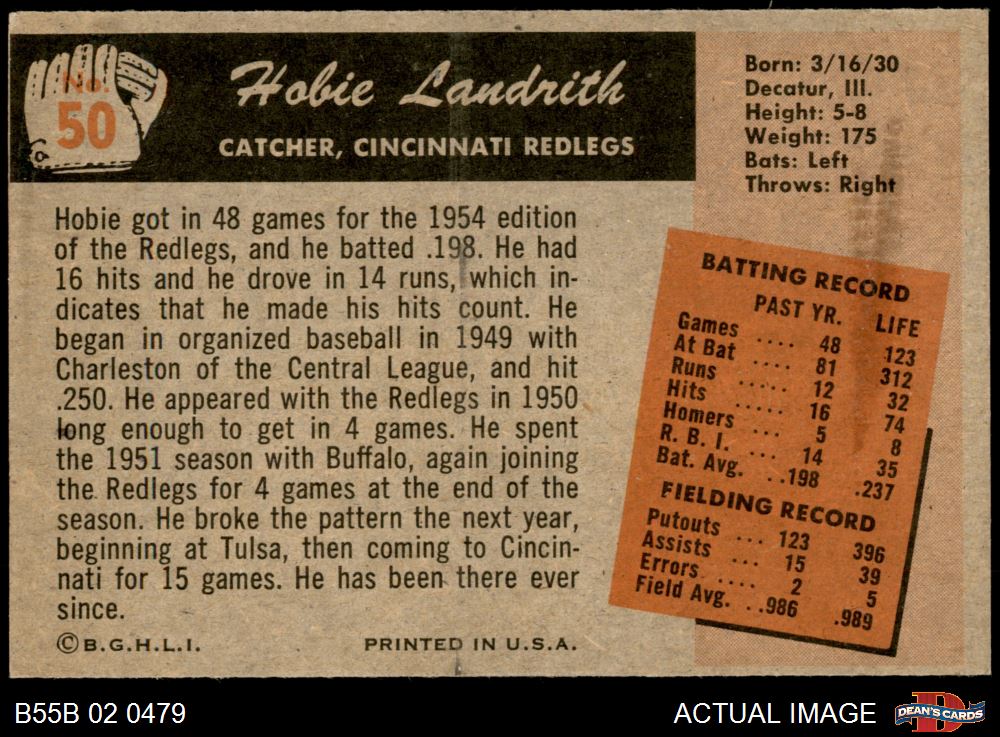 No.
50
Hobie Landrith
CATCHER, CINCINNATI REDLEGS
Born: 3/16/30
Decatur, Ill.
Height: 5-8
Weight: 175
Bats: Left
Throws: Right
Hobie got in 48 games for the 1954 edition
of the Redlegs, and he batted .198. He had
16 hits and he drove in 14 runs, which in-
dicates that he made his hits count. He
began in organized baseball in 1949 with
Charleston of the Central League, and hit
.250. He appeared with the Redlegs in 1950
long enough to get in 4 games. He spent
the 1951 season with Buffalo, again joining
the Redlegs for 4 games at the end of the
season. He broke the pattern the next year,
beginning at Tulsa, then coming to Cincin-
nati for 15 games. He has been there ever
since.
©B.G.H.L.I. PRINTED IN U.S.A.
BATTING RECORD
PAST YR. LIFE
Games .... 48 123
At Bat .... 81 312
Runs ..... 12 32
Hits ..... 16 74
Homers ... 5 8
R. B. I. ... 14 35
Bat. Avg. ..198 .237
FIELDING RECORD
Putouts ... 123 396
Assists ... 15 39
Errors .... 2 5
Field Avg. ..986 .989
B55B 02 0479
ACTUAL IMAGE
DEAN'S CARDS